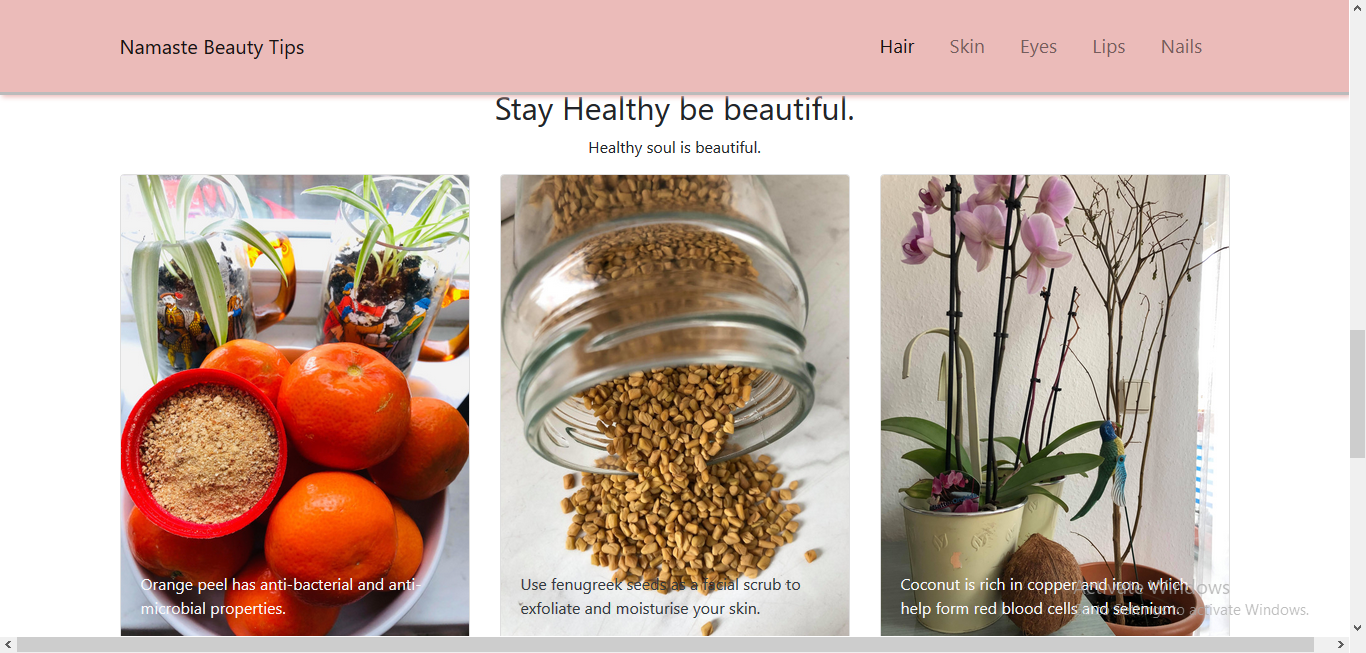 Namaste Beauty Tips
Hair Skin Eyes Lips Nails
Stay Healthy be beautiful.
Healthy soul is beautiful.
Orange peel has anti-bacterial and anti-
microbial properties.
Use fenugreek seeds as a facial scrub to
exfoliate and moisturise your skin.
Coconut is rich in copper and iron, which
help form red blood cells and selenium.
Activate Windows
to activate Windows.